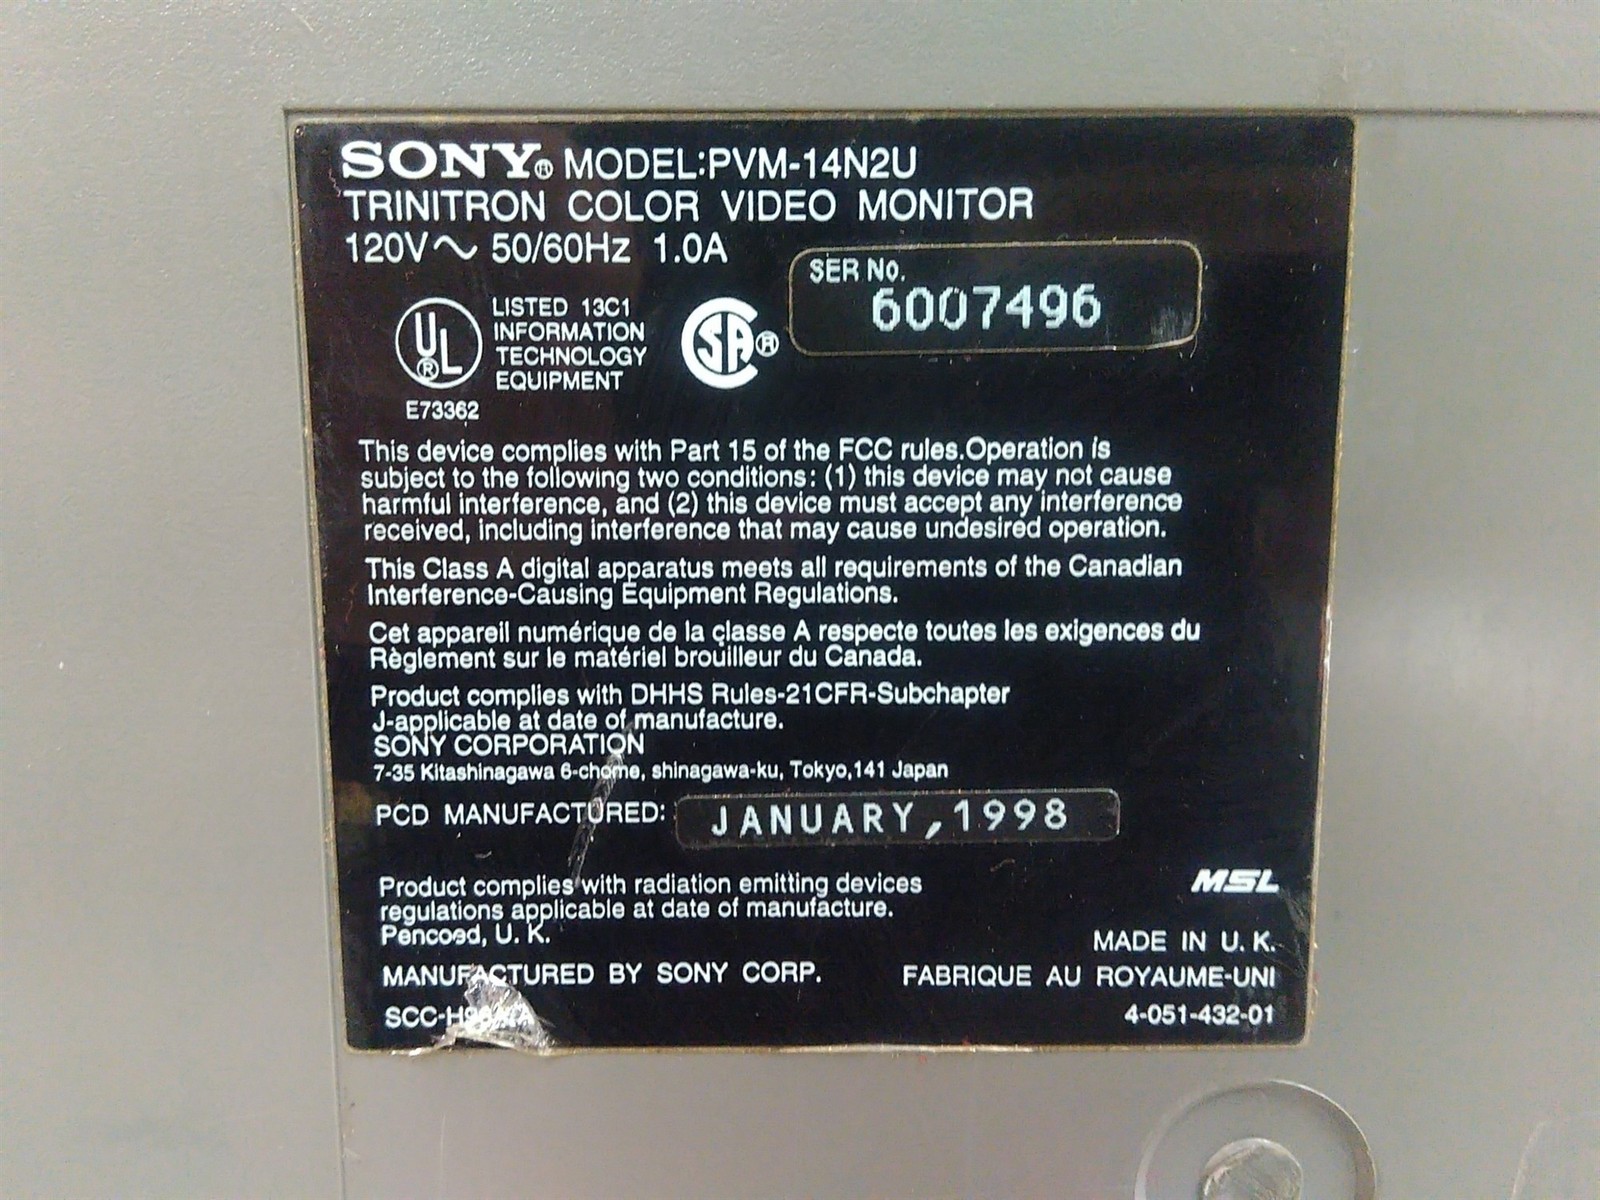 SONY® MODEL:PVM-14N2U
TRINITRON COLOR VIDEO MONITOR
120V～ 50/60Hz 1.0A
SER No.
6007496
UL®
LISTED 13C1
INFORMATION
TECHNOLOGY
EQUIPMENT
E73362
SA®
This device complies with Part 15 of the FCC rules.Operation is
subject to the following two conditions: (1) this device may not cause
harmful interference, and (2) this device must accept any interference
received, including interference that may cause undesired operation.
This Class A digital apparatus meets all requirements of the Canadian
Interference-Causing Equipment Regulations.
Cet appareil numérique de la classe A respecte toutes les exigences du
Règlement sur le matériel brouilleur du Canada.
Product complies with DHHS Rules-21CFR-Subchapter
J-applicable at date of manufacture.
SONY CORPORATION
7-35 Kitashinagawa 6-chome, shinagawa-ku, Tokyo,141 Japan
PCD MANUFACTURED: JANUARY,1998
Product complies with radiation emitting devices
regulations applicable at date of manufacture.
Pencoed, U. K.
MSL
MADE IN U. K.
MANUFACTURED BY SONY CORP.
FABRIQUE AU ROYAUME-UNI
4-051-432-01